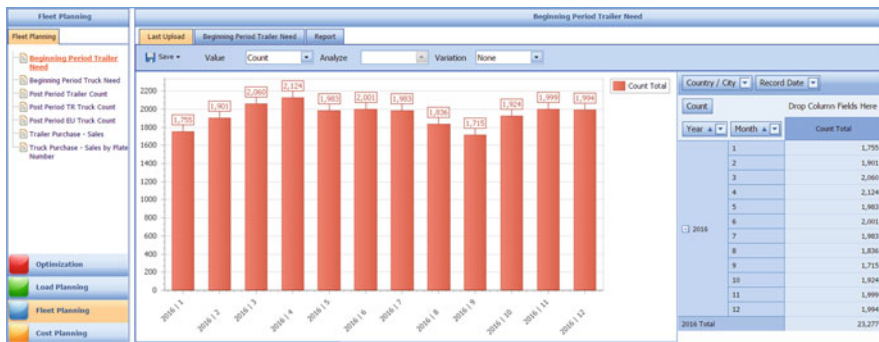 Fleet Planning
Beginning Period Trailer Need
Fleet Planning
Beginning Period Trailer
Need
Beginning Period Truck Need
Post Period Trailer Count
Post Period TR Truck Count
Post Period EU Truck Count
Trailer Purchase - Sales
Truck Purchase - Sales by Plate
Number
Optimization
Load Planning
Fleet Planning
Cost Planning
Last Upload Beginning Period Trailer Need Report
Save Value Count Analyze Variation None
2200
2000
1800
1600
1400
1200
1000
800
600
400
200
0
1,755 1,901 2,060 2,124 1,983 2,001 1,983 1,836 1,715 1,924 1,999 1,994
2016 | 1 2016 | 2 2016 | 3 2016 | 4 2016 | 5 2016 | 6 2016 | 7 2016 | 8 2016 | 9 2016 | 10 2016 | 11 2016 | 12
Count Total
Country / City Record Date
Count Drop Column Fields Here
Year Month Count Total
1 1,755
2 1,901
3 2,060
4 2,124
5 1,983
2016 6 2,001
7 1,983
8 1,836
9 1,715
10 1,924
11 1,999
12 1,994
2016 Total 23,277